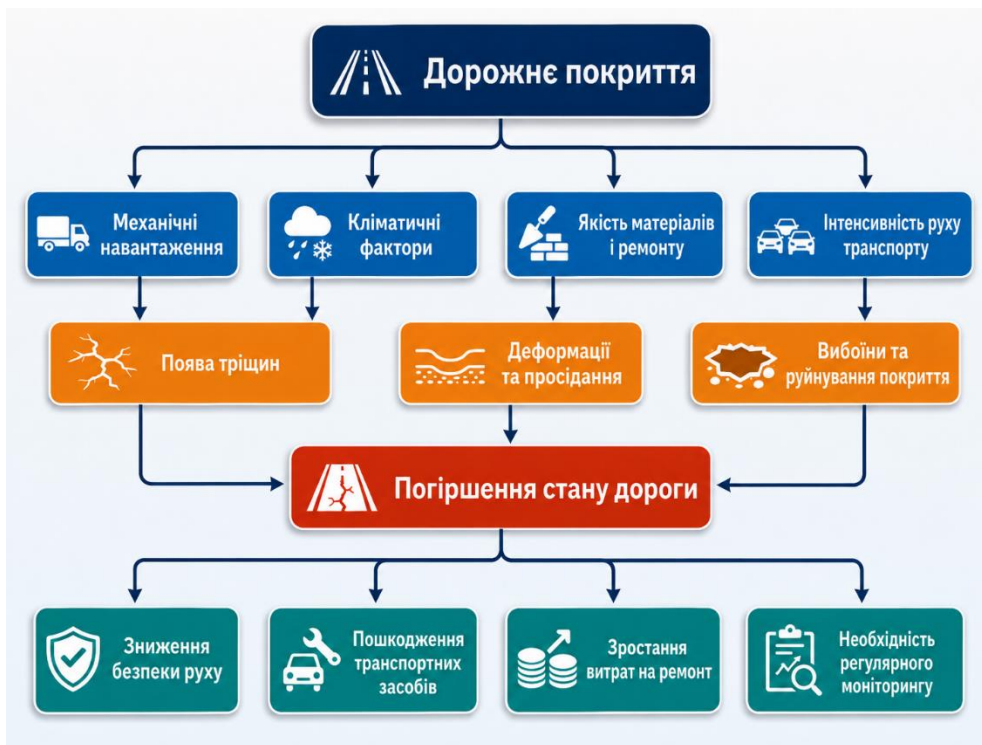 Дорожнє покриття
Механічні
навантаження
Кліматичні
фактори
Якість матеріалів
і ремонту
Інтенсивність руху
транспорту
Поява тріщин
Деформації
та просідання
Вибоїни та
руйнування покриття
Погіршення стану дороги
Зниження
безпеки руху
Пошкодження
транспортних
засобів
Зростання
витрат на ремонт
Необхідність
регулярного
моніторингу